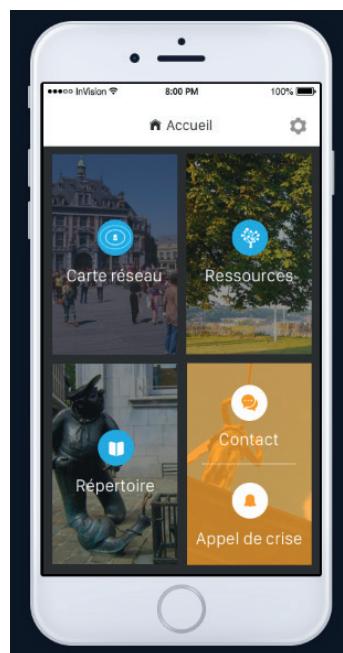 InVision 8:00 PM 100%
Accueil
Carte réseau
Ressources
Répertoire
Contact
Appel de crise